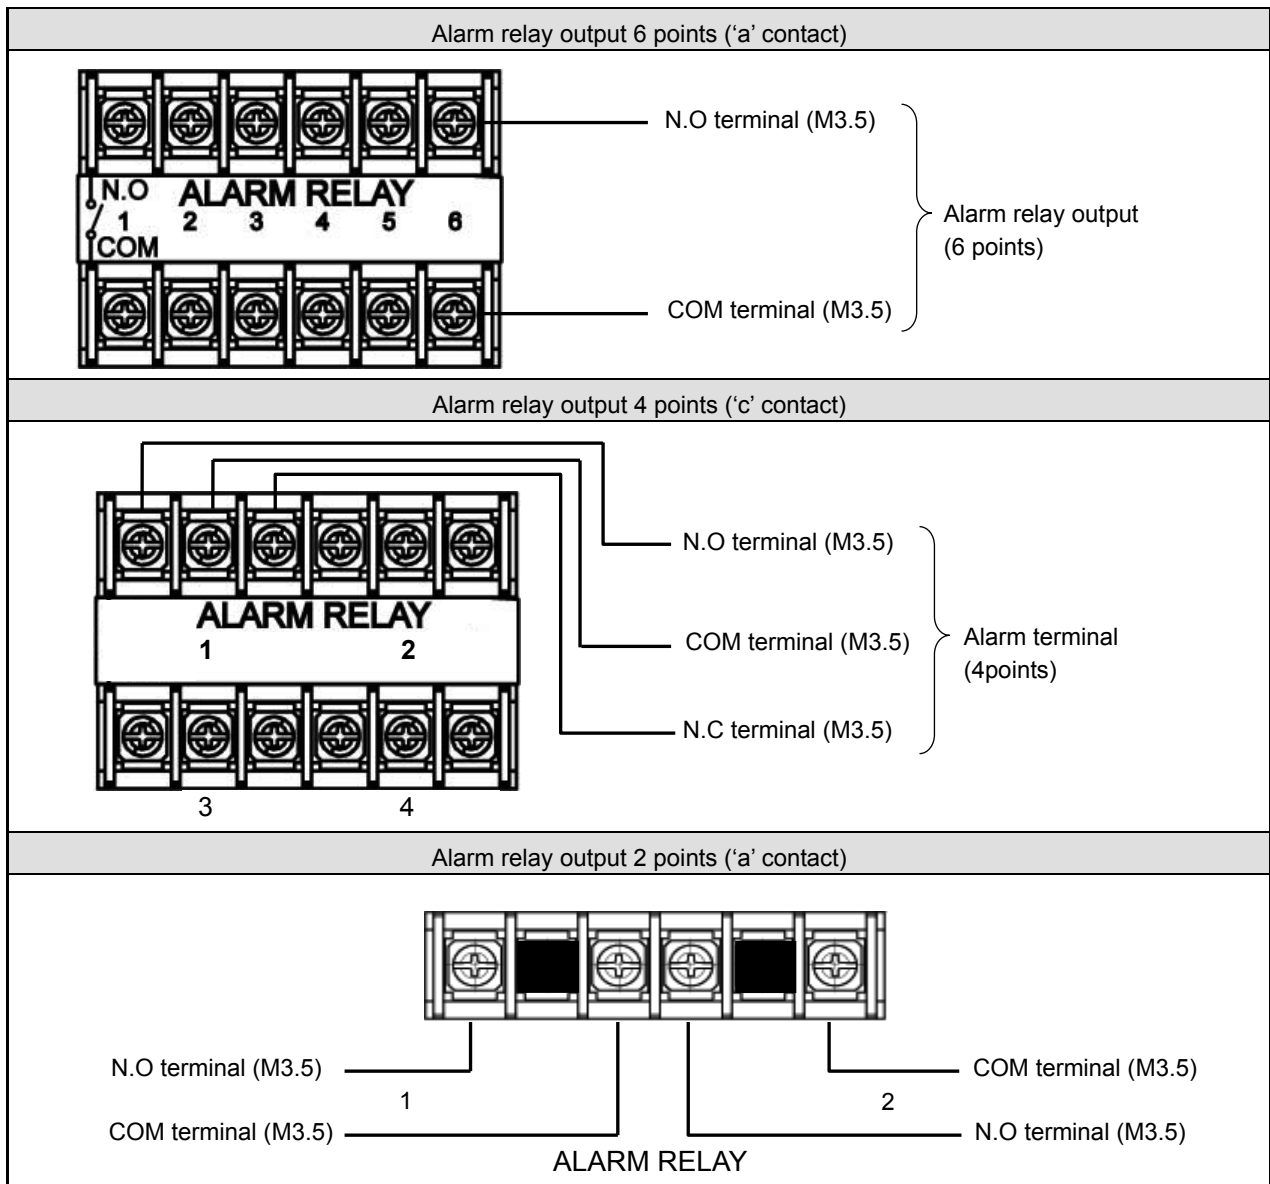 Alarm relay output 6 points (‘a’ contact)
N.O terminal (M3.5)
N.O ALARM RELAY
1 2 3 4 5 6
COM
Alarm relay output
(6 points)
COM terminal (M3.5)
Alarm relay output 4 points (‘c’ contact)
N.O terminal (M3.5)
ALARM RELAY
1 2
COM terminal (M3.5)
Alarm terminal
(4points)
N.C terminal (M3.5)
3 4
Alarm relay output 2 points (‘a’ contact)
N.O terminal (M3.5)
COM terminal (M3.5)
1 2
COM terminal (M3.5)
N.O terminal (M3.5)
ALARM RELAY